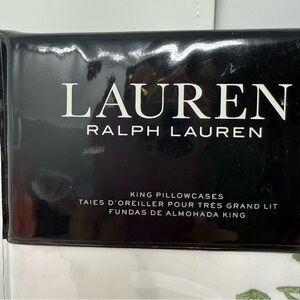 LAUREN
RALPH LAUREN
KING PILLOWCASES
TAIES D'OREILLER POUR TRÈS GRAND LIT
FUNDAS DE ALMOHADA KING